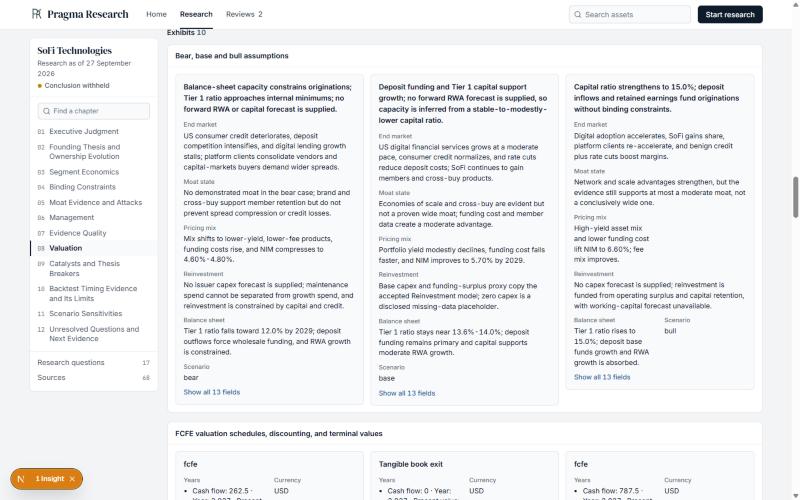 Pragma Research
Home
Research
Reviews 2
Search assets
Start research
SoFi Technologies
Research as of 27 September
2026
Conclusion withheld
Find a chapter
01 Executive Judgment
02 Founding Thesis and
Ownership Evolution
03 Segment Economics
04 Binding Constraints
05 Moat Evidence and Attacks
06 Management
07 Evidence Quality
08 Valuation
09 Catalysts and Thesis
Breakers
10 Backtest Timing Evidence
and Its Limits
11 Scenario Sensitivities
12 Unresolved Questions and
Next Evidence
Research questions 17
Sources 68
Exhibits 10
Bear, base and bull assumptions
Balance-sheet capacity constrains originations;
Tier 1 ratio approaches internal minimums; no
forward RWA or capital forecast is supplied.
End market
US consumer credit deteriorates, deposit
competition intensifies, and digital lending growth
stalls; platform clients consolidate vendors and
capital-markets buyers demand wider spreads.
Moat state
No demonstrated moat in the bear case; brand and
cross-buy support member retention but do not
prevent spread compression or credit losses.
Pricing mix
Mix shifts to lower-yield, lower-fee products,
funding costs rise, and NIM compresses to
4.60%-4.80%.
Reinvestment
No issuer capex forecast is supplied; maintenance
spend cannot be separated from growth spend, and
reinvestment is constrained by capital and credit.
Balance sheet
Tier 1 ratio falls toward 12.0% by 2029; deposit
outflows force wholesale funding, and RWA growth
is constrained.
Scenario
bear
Show all 13 fields
Deposit funding and Tier 1 capital support
growth; no forward RWA forecast is supplied, so
capacity is inferred from a stable-to-modestly-
lower capital ratio.
End market
US digital financial services grows at a moderate
pace, consumer credit normalizes, and rate cuts
reduce deposit costs; SoFi continues to gain
members and cross-buy products.
Moat state
Economies of scale and cross-buy are evident but
not a proven wide moat; funding cost and member
data create a moderate advantage.
Pricing mix
Portfolio yield modestly declines, funding cost falls
faster, and NIM improves to 5.70% by 2029.
Reinvestment
Base capex and funding-surplus proxy copy the
accepted Reinvestment model; zero capex is a
disclosed missing-data placeholder.
Balance sheet
Tier 1 ratio stays near 13.6%-14.0%; deposit
funding remains primary and capital supports
moderate RWA growth.
Scenario
base
Show all 13 fields
Capital ratio strengthens to 15.0%; deposit
inflows and retained earnings fund originations
without binding constraints.
End market
Digital adoption accelerates, SoFi gains share,
platform clients re-accelerate, and benign credit
plus rate cuts boost margins.
Moat state
Network and scale advantages strengthen, but the
evidence still supports at most a moderate moat, not
a conclusively wide one.
Pricing mix
High-yield asset mix
and lower funding cost
lift NIM to 6.60%; fee
mix improves.
Reinvestment
No capex forecast is supplied; reinvestment is
funded from operating surplus and capital retention,
with working-capital forecast unavailable.
Balance sheet
Tier 1 ratio rises to
15.0%; deposit base
funds growth and RWA
growth is absorbed.
Scenario
bull
Show all 13 fields
FCFE valuation schedules, discounting, and terminal values
fcfe
Years
Cash flow: 262.5 ·
Currency
USD
Tangible book exit
Years
Cash flow: 0 · Year:
Currency
USD
fcfe
Years
Cash flow: 787.5 ·
Currency
USD
1 Insight